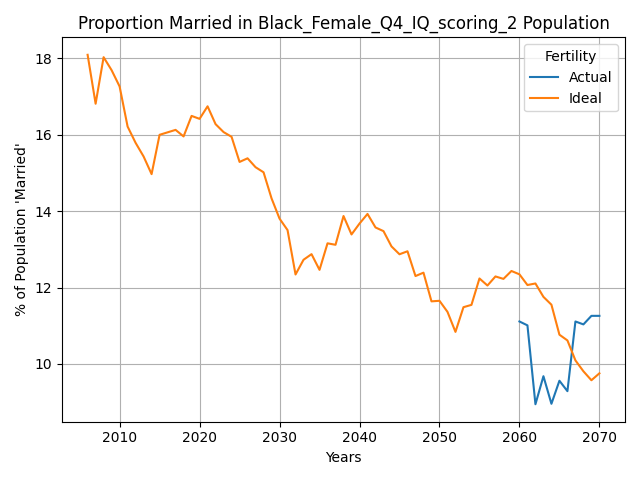 Proportion Married in Black_Female_Q4_IQ_scoring_2 Population
% of Population 'Married'
18
16
14
12
10
Fertility
Actual
Ideal
2010
2020
2030
2040
2050
2060
2070
Years